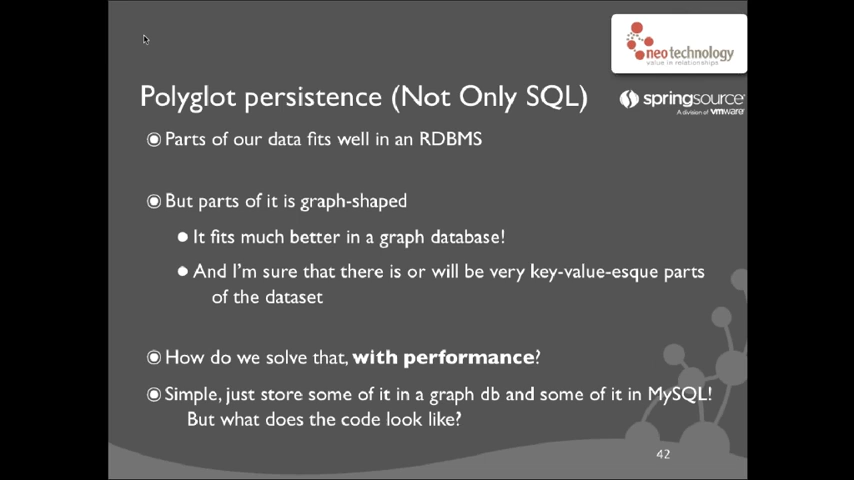 neotechnology
value in relationships
Polyglot persistence (Not Only SQL)
springsource
A division of vmware
Parts of our data fits well in an RDBMS
But parts of it is graph-shaped
It fits much better in a graph database!
And I'm sure that there is or will be very key-value-esque parts
of the dataset
How do we solve that, with performance?
Simple, just store some of it in a graph db and some of it in MySQL!
But what does the code look like?
42